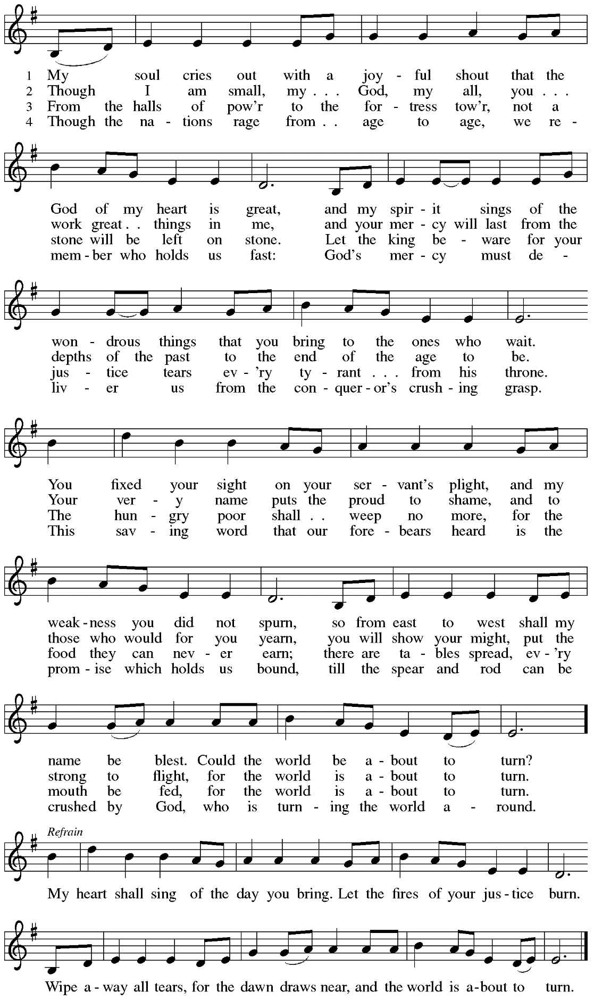 1 My soul cries out with a joy - ful shout that the
2 Though I am small, my . . . God, my all, you . . .
3 From the halls of pow'r to the for - tress tow'r, not a
4 Though the na - tions rage from . . age to age, we re -
God of my heart is great, and my spir - it sings of the
work great . . things in me, and your mer - cy will last from the
stone will be left on stone. Let the king be - ware for your
mem - ber who holds us fast: God's mer - cy must de -
won - drous things that you bring to the ones who wait.
depths of the past to the end of the age to be.
jus - tice tears ev - 'ry ty - rant . . . from his throne.
liv - er us from the con - quer - or's crush - ing grasp.
You fixed your sight on your ser - vant's plight, and my
Your ver - y name puts the proud to shame, and to
The hun - gry poor shall . . weep no more, for the
This sav - ing word that our fore - bears heard is the
weak - ness you did not spurn, so from east to west shall my
those who would for you yearn, you will show your might, put the
food they can nev - er earn; there are ta - bles spread, ev - 'ry
prom - ise which holds us bound, till the spear and rod can be
name be blest. Could the world be a - bout to turn?
strong to flight, for the world is a - bout to turn.
mouth be fed, for the world is a - bout to turn.
crushed by God, who is turn - ing the world a - round.
Refrain
My heart shall sing of the day you bring. Let the fires of your jus - tice burn.
Wipe a - way all tears, for the dawn draws near, and the world is a - bout to turn.